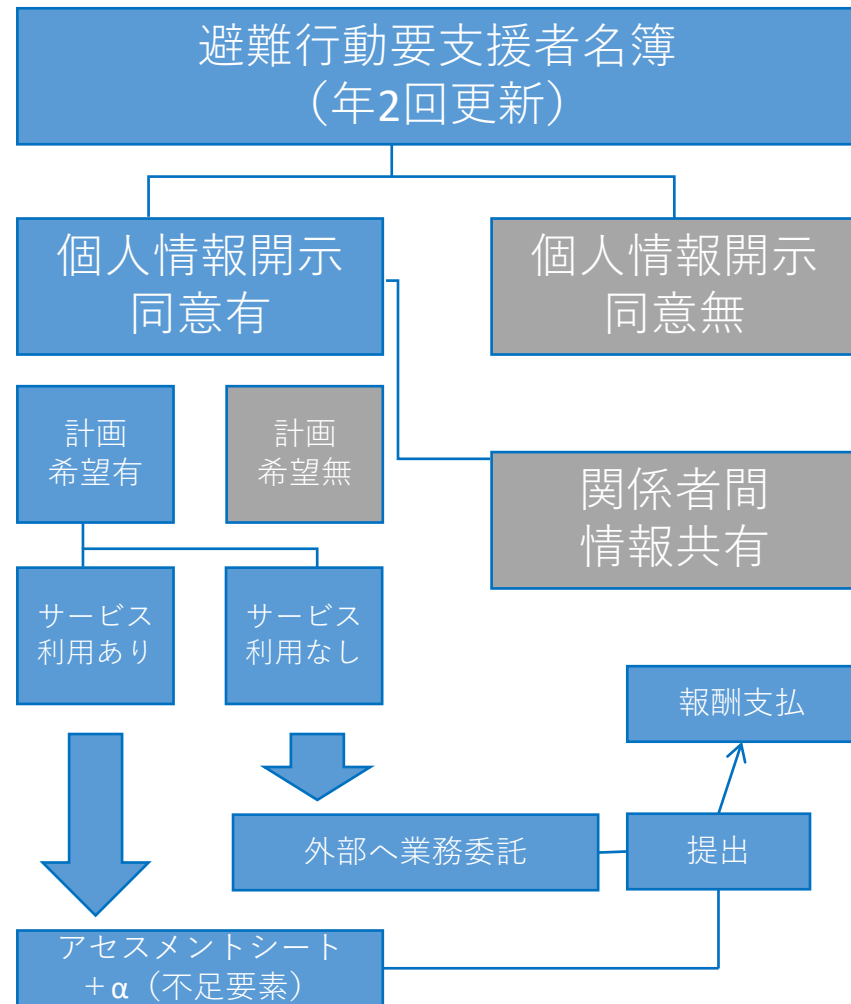 避難行動要支援者名簿
（年2回更新）
個人情報開示
同意有
個人情報開示
同意無
計画
希望有
計画
希望無
関係者間
情報共有
サービス
利用あり
サービス
利用なし
報酬支払
外部へ業務委託
提出
アセスメントシート
+α（不足要素）